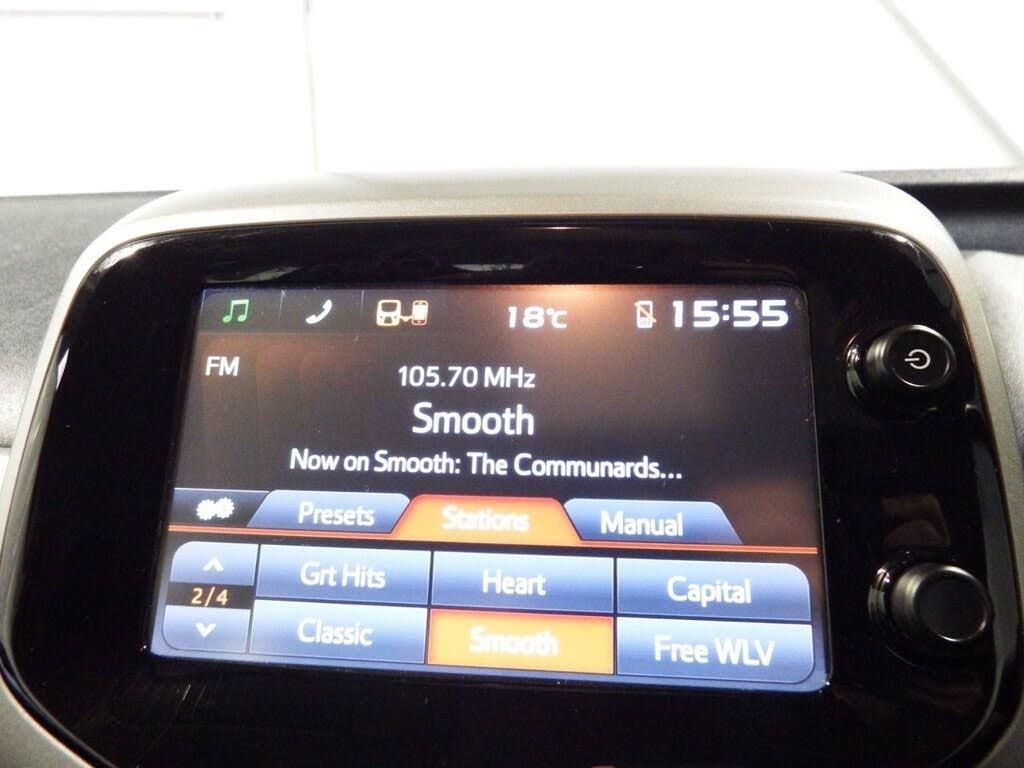 18°C 15:55
FM
105.70 MHz
Smooth
Now on Smooth: The Communards...
Presets Stations Manual
Grt Hits Heart Capital
2/4
Classic Smooth Free WLV